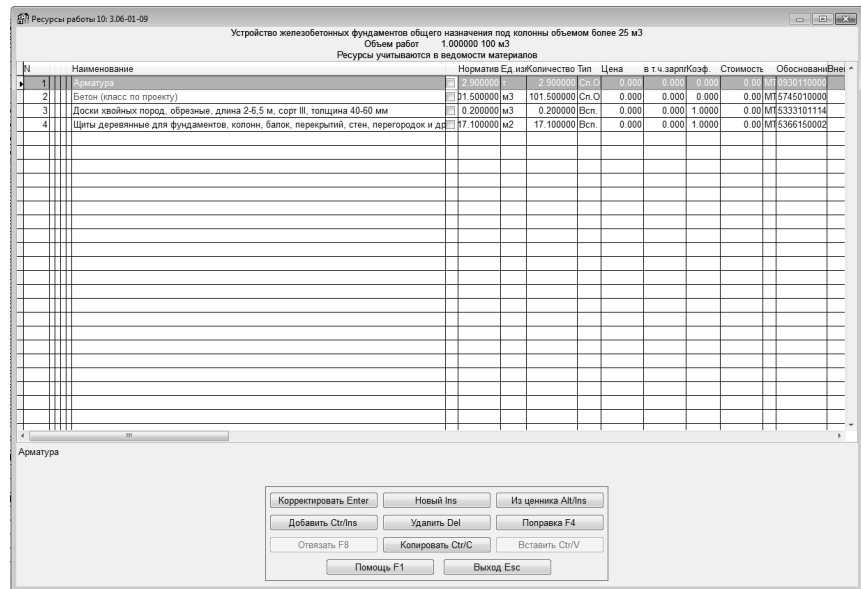 Ресурсы работы 10: 3.06-01-09
Устройство железобетонных фундаментов общего назначения под колонны объемом более 25 м3
Объем работ 1.000000 100 м3
Ресурсы учитываются в ведомости материалов
N Наименование Норматив Ед.изм Количество Тип Цена в т.ч.зарпл Коэф. Стоимость Обосновани Внеш
1 Арматура 2.900000 т 2.900000 Сп.О 0.000 0.000 0.000 0.00 МТ 0930110000
2 Бетон (класс по проекту) 01.500000 м3 101.500000 Сп.О 0.000 0.000 0.000 0.00 МТ 5745010000
3 Доски хвойных пород, обрезные, длина 2-6,5 м, сорт III, толщина 40-60 мм 0.200000 м3 0.200000 Всп. 0.000 0.000 1.0000 0.00 МТ 5333101114
4 Щиты деревянные для фундаментов, колонн, балок, перекрытий, стен, перегородок и др 17.100000 м2 17.100000 Всп. 0.000 0.000 1.0000 0.00 МТ 5366150002
Арматура
Корректировать Enter Новый Ins Из ценника Alt/Ins
Добавить Ctr/Ins Удалить Del Поправка F4
Отвязать F8 Копировать Ctr/C Вставить Ctr/V
Помощь F1 Выход Esc